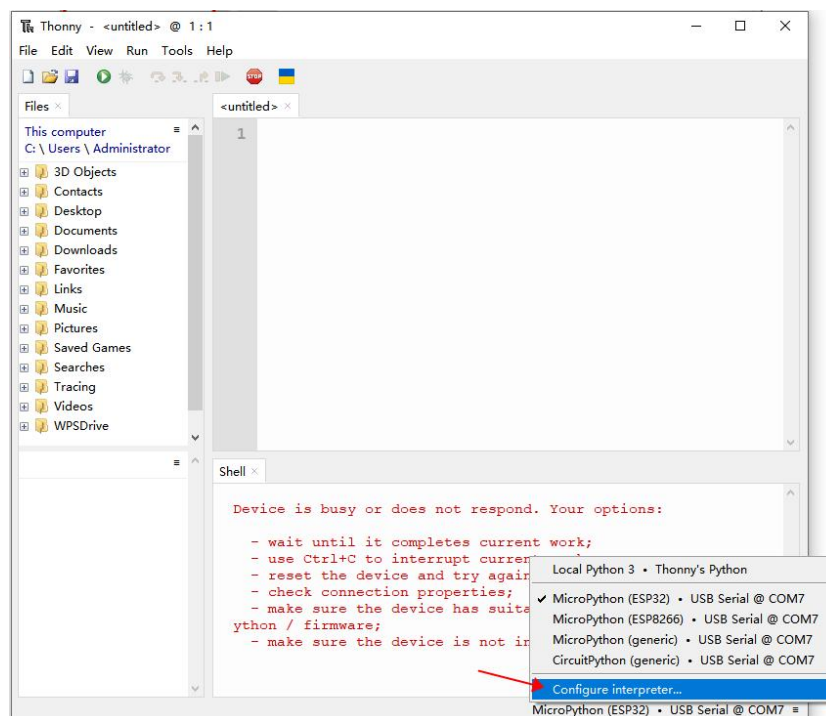 Thonny - <untitled> @ 1:1
File Edit View Run Tools Help
STOP
Files
<untitled>
This computer
C: \ Users \ Administrator
3D Objects
Contacts
Desktop
Documents
Downloads
Favorites
Links
Music
Pictures
Saved Games
Searches
Tracing
Videos
WPSDrive
1
Shell
Device is busy or does not respond. Your options:
- wait until it completes current work;
- use Ctrl+C to interrupt current
- reset the device and try again
- check connection properties;
- make sure the device has
ython / firmware;
- make sure the device is not in
Local Python 3 • Thonny's Python
✓ MicroPython (ESP32) • USB Serial @ COM7
MicroPython (ESP8266) • USB Serial @ COM7
MicroPython (generic) • USB Serial @ COM7
CircuitPython (generic) • USB Serial @ COM7
Configure interpreter...
MicroPython (ESP32) • USB Serial @ COM7 ≡